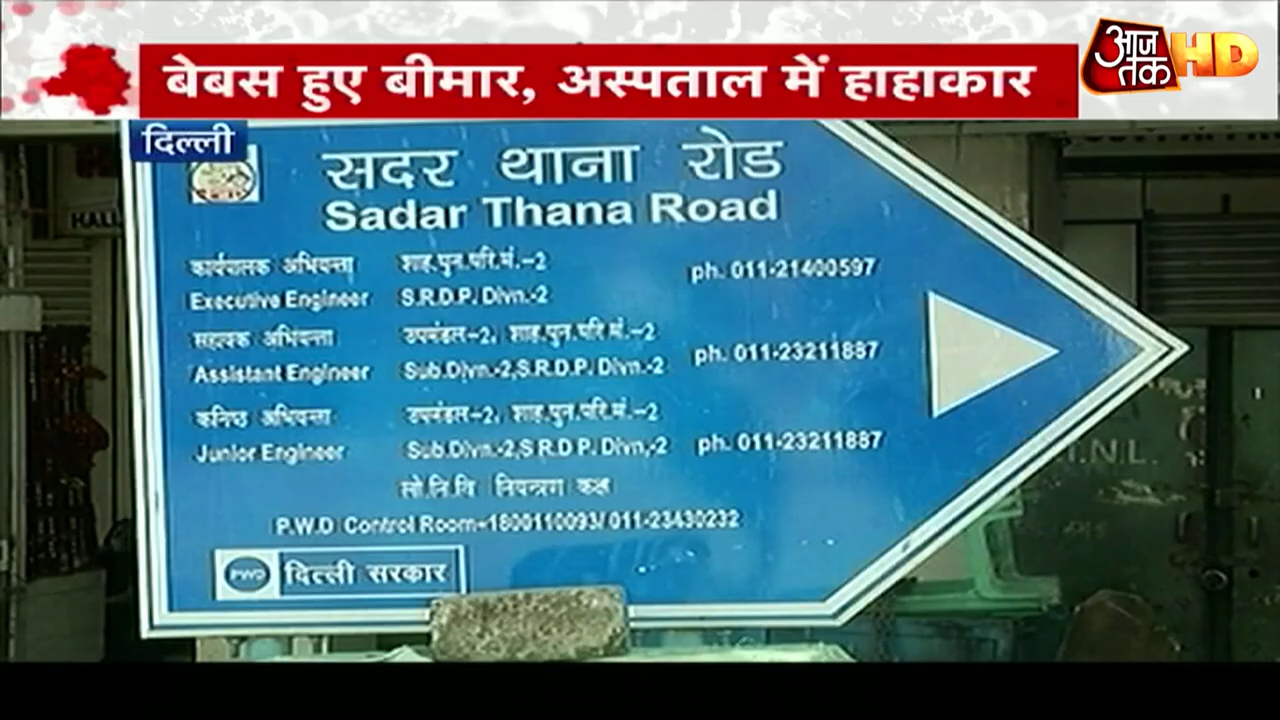 बेबस हुए बीमार, अस्पताल में हाहाकार
आज तक HD
दिल्ली
सदर थाना रोड
Sadar Thana Road
कार्यपालक अभियन्ता शाह.पुन.परि.मं.-2 ph. 011-21400597
Executive Engineer S.R.D.P. Divn.-2
सहायक अभियन्ता उपमंडल-2, शाह.पुन.परि.मं.-2 ph. 011-23211887
Assistant Engineer Sub.Divn.-2,S.R.D.P. Divn.-2
कनिष्ठ अभियन्ता उपमंडल-2, शाह.पुन.परि.मं.-2
Junior Engineer Sub.Divn.-2,S.R.D.P. Divn,-2 ph. 011-23211887
लो.नि.वि नियन्त्रण कक्ष
P.W.D Control Room-1800110093/ 011-23430232
PWD दिल्ली सरकार